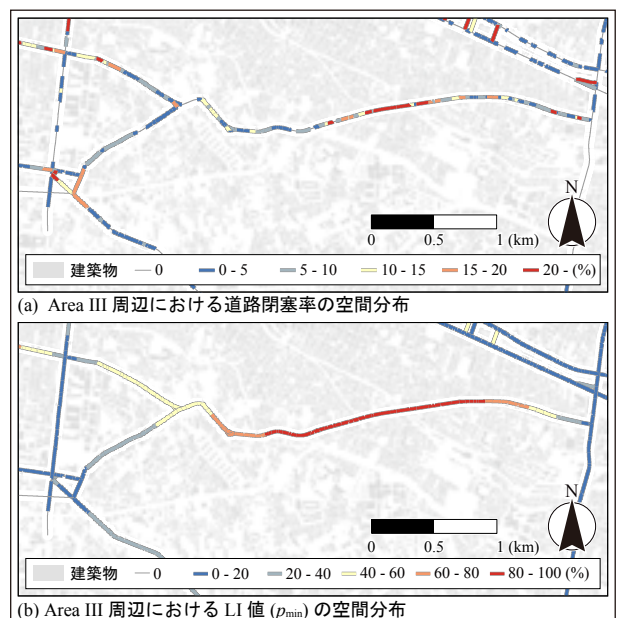 N
0 0.5 1 (km)
建築物 0 0 - 5 5 - 10 10 - 15 15 - 20 20 - (%)
(a) Area III 周辺における道路閉塞率の空間分布
N
0 0.5 1 (km)
建築物 0 0 - 20 20 - 40 40 - 60 60 - 80 80 - 100 (%)
(b) Area III 周辺における LI 値 (pmin) の空間分布